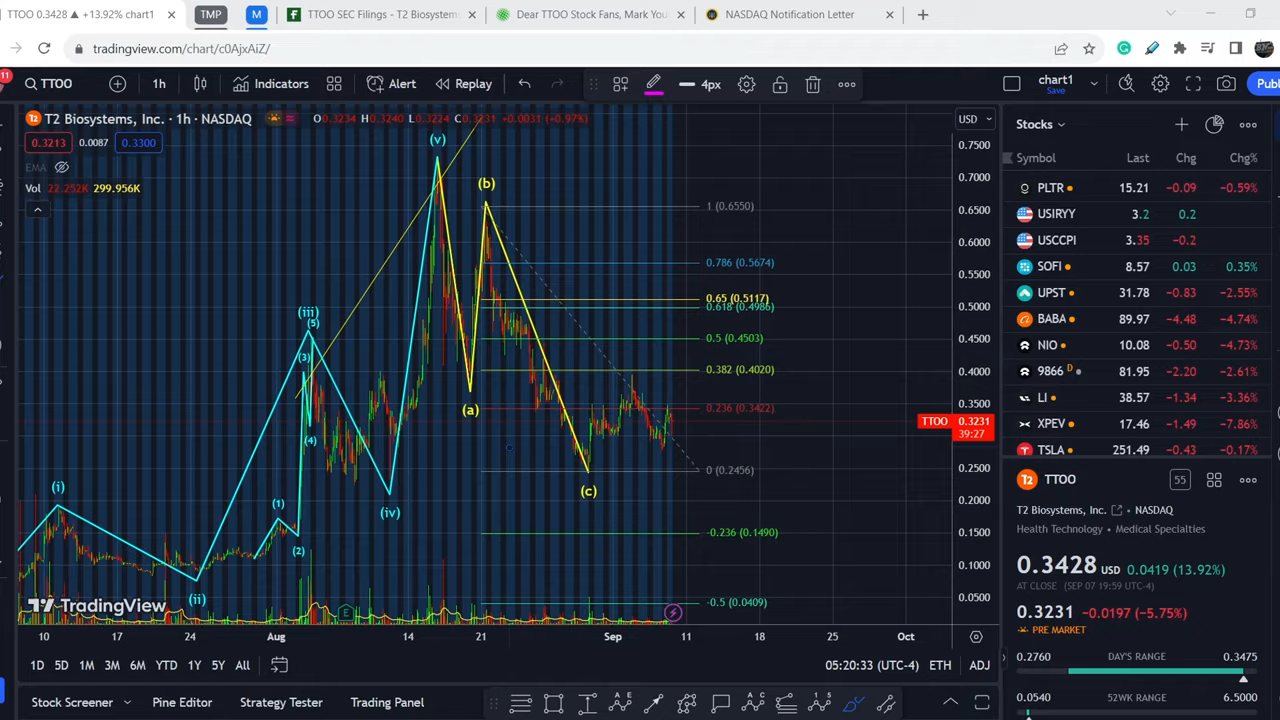 TTOO 0.3428 ▲ +13.92% chart1
TMP
M
TTOO SEC Filings - T2 Biosystems
Dear TTOO Stock Fans, Mark You
NASDAQ Notification Letter
tradingview.com/chart/c0AjxAiZ/
11
TTOO
1h
Indicators
Alert
Replay
4px
chart1
Save
Publ
T2 Biosystems, Inc. · 1h · NASDAQ
O0.3234 H0.3240 L0.3224 C0.3231 +0.0031 (+0.97%)
0.3213
0.0087
0.3300
EMA
Vol 22.252K 299.956K
USD
0.7500
0.7000
0.6500
0.6000
0.5500
0.5000
0.4500
0.4000
0.3500
TTOO 0.3231
39:27
0.2500
0.2000
0.1500
0.1000
0.0500
(i)
(ii)
(1)
(2)
(iii)
(5)
(3)
(4)
(iv)
(v)
(a)
(b)
(c)
1 (0.6550)
0.786 (0.5674)
0.65 (0.5117)
0.618 (0.4986)
0.5 (0.4503)
0.382 (0.4020)
0.236 (0.3422)
0 (0.2456)
-0.236 (0.1490)
-0.5 (0.0409)
TradingView
E
10 17 24 Aug 14 21 Sep 11 18 25 Oct
1D 5D 1M 3M 6M YTD 1Y 5Y All
05:20:33 (UTC-4) ETH ADJ
Stock Screener
Pine Editor
Strategy Tester
Trading Panel
Stocks
Symbol Last Chg Chg%
PLTR 15.21 −0.09 −0.59%
USIRYY 3.2 0.2
USCCPI 3.35 −0.2
SOFI 8.57 0.03 0.35%
UPST 31.78 −0.83 −2.55%
BABA 89.97 −4.48 −4.74%
NIO 10.08 −0.50 −4.73%
9866 D 81.95 −2.20 −2.61%
LI 38.57 −1.34 −3.36%
XPEV 17.46 −1.49 −7.86%
TSLA 251.49 −0.43 −0.17%
T2 TTOO
55
T2 Biosystems, Inc. · NASDAQ
Health Technology · Medical Specialties
0.3428 USD 0.0419 (13.92%)
AT CLOSE (SEP 07 19:59 UTC-4)
0.3231 −0.0197 (−5.75%)
PRE MARKET
0.2760 DAY'S RANGE 0.3475
0.0540 52WK RANGE .5000